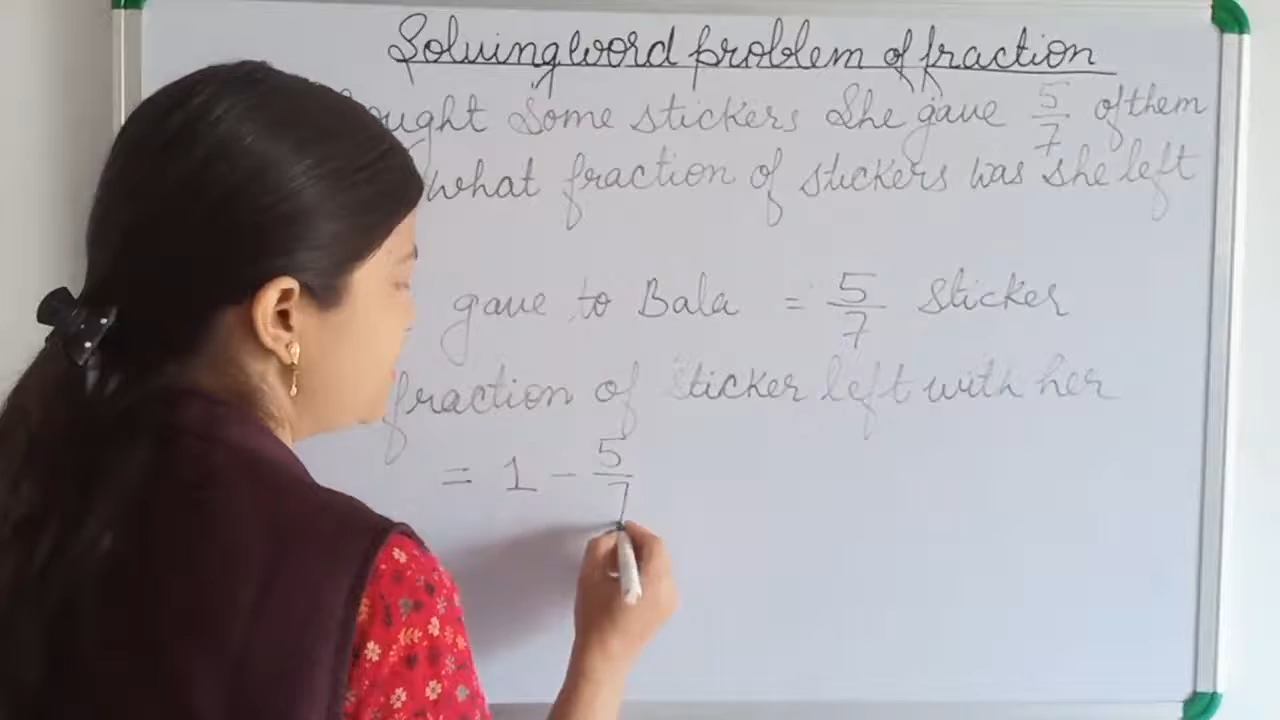 Solving word problem of fraction
some stickers She gave 5/7 of them
what fraction of stickers was she left
gave to Bala = 5/7 sticker
fraction of sticker left with her
= 1 - 5/7